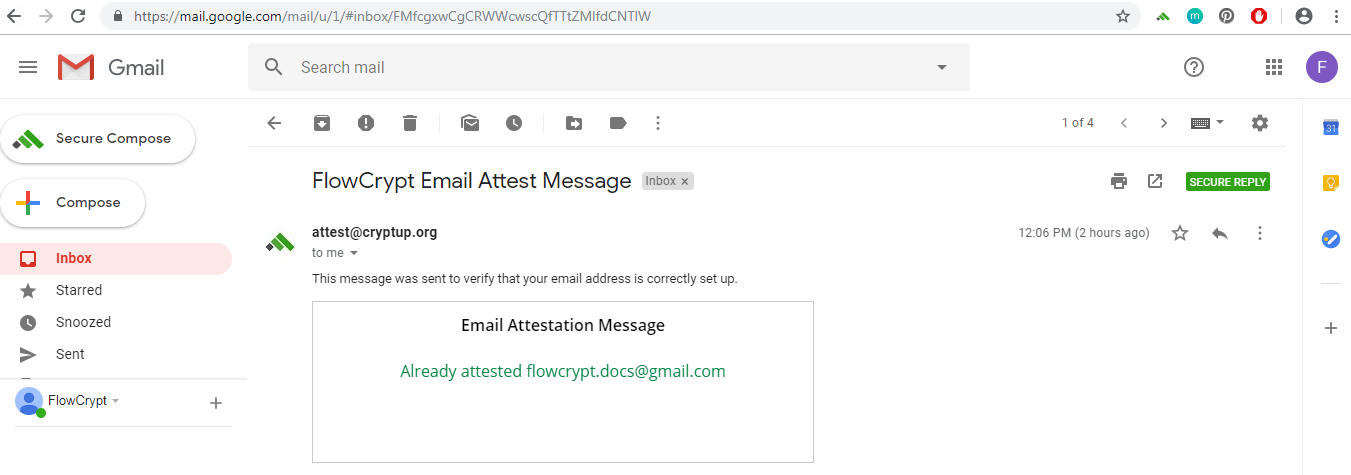 https://mail.google.com/mail/u/1/#inbox/FMfcgxwCgCRWWcwscQfTTtZMlfdCNTlW
m
Gmail
Search mail
F
Secure Compose
Compose
Inbox
Starred
Snoozed
Sent
FlowCrypt
1 of 4
31
FlowCrypt Email Attest Message
Inbox ×
SECURE REPLY
attest@cryptup.org
12:06 PM (2 hours ago)
to me
This message was sent to verify that your email address is correctly set up.
Email Attestation Message
Already attested flowcrypt.docs@gmail.com